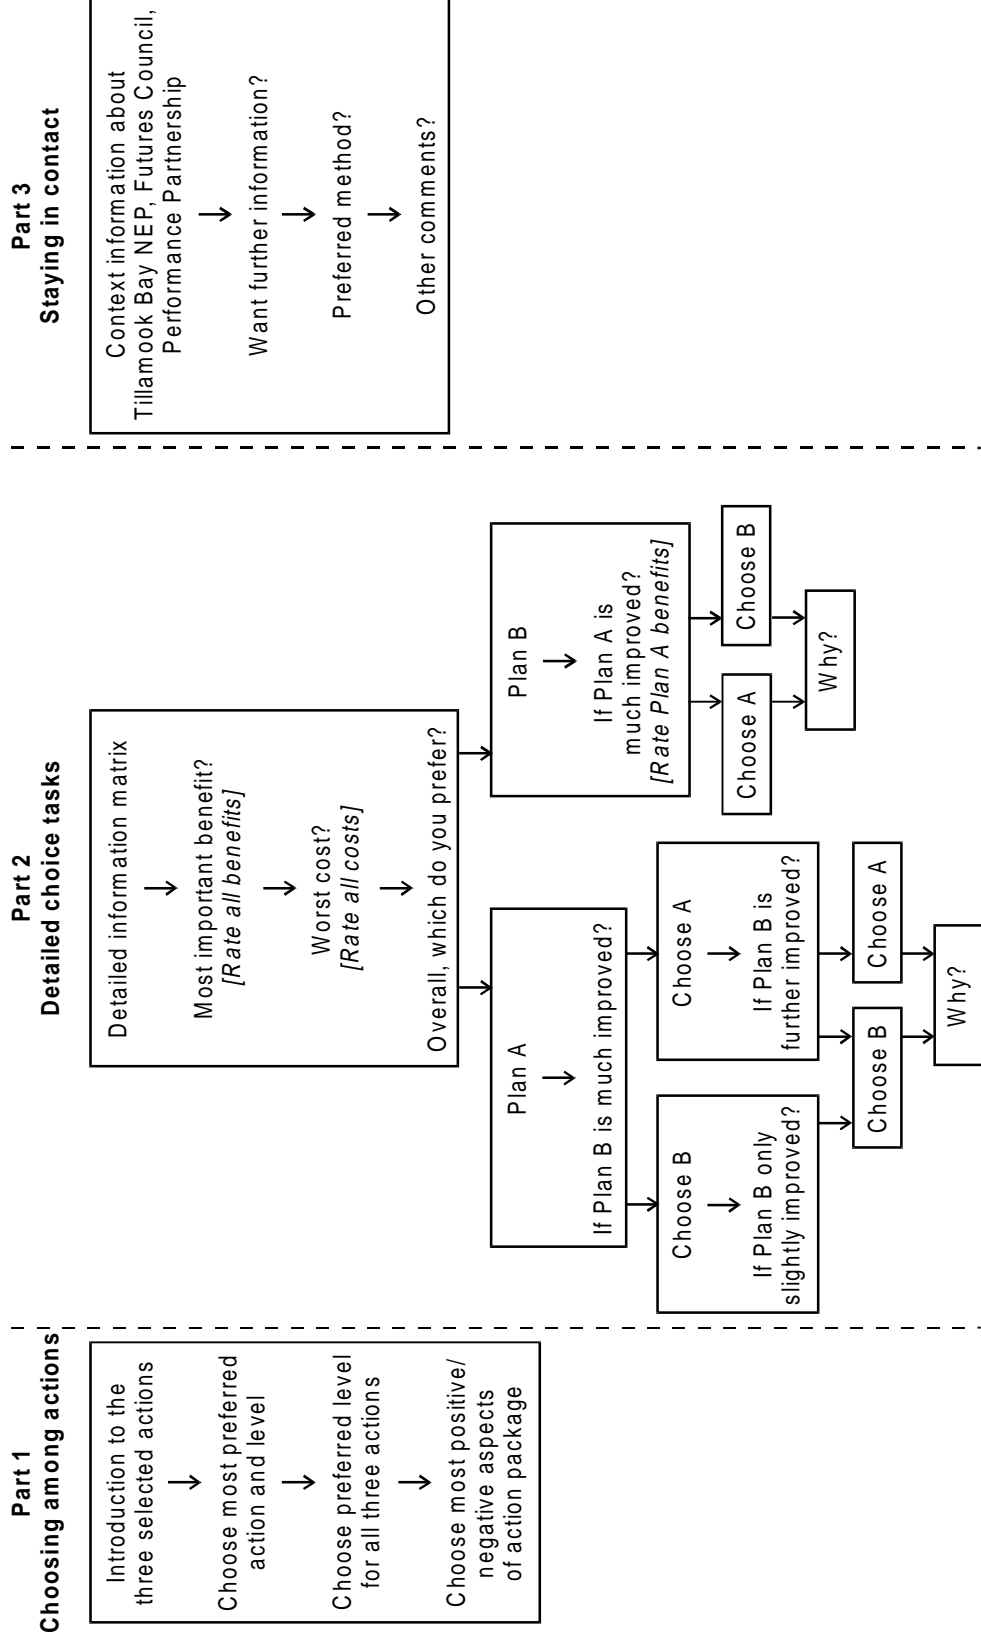 Part 1
Choosing among actions
Introduction to the
three selected actions
Choose most preferred
action and level
Choose preferred level
for all three actions
Choose most positive/
negative aspects
of action package
Part 2
Detailed choice tasks
Detailed information matrix
Most important benefit?
[Rate all benefits]
Worst cost?
[Rate all costs]
Overall, which do you prefer?
Plan A
If Plan B is much improved?
Choose B
If Plan B only
slightly improved?
Choose A
If Plan B is
further improved?
Choose B
Choose A
Why?
Plan B
If Plan A is
much improved?
[Rate Plan A benefits]
Choose A
Choose B
Why?
Part 3
Staying in contact
Context information about
Tillamook Bay NEP, Futures Council,
Performance Partnership
Want further information?
Preferred method?
Other comments?